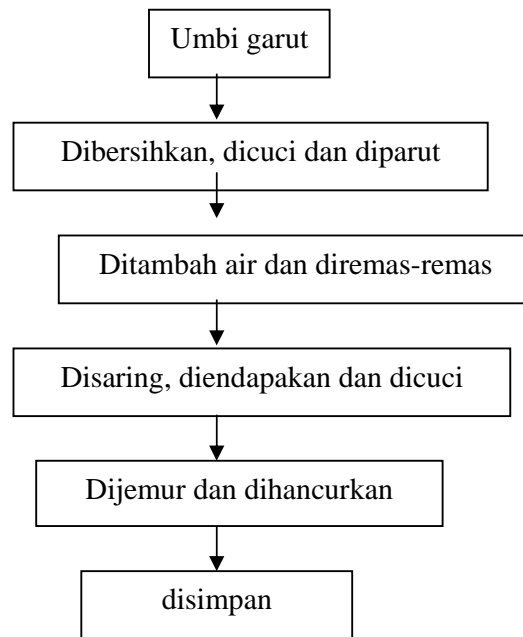 Umbi garut
Dibersihkan, dicuci dan diparut
Ditambah air dan diremas-remas
Disaring, diendapakan dan dicuci
Dijemur dan dihancurkan
disimpan